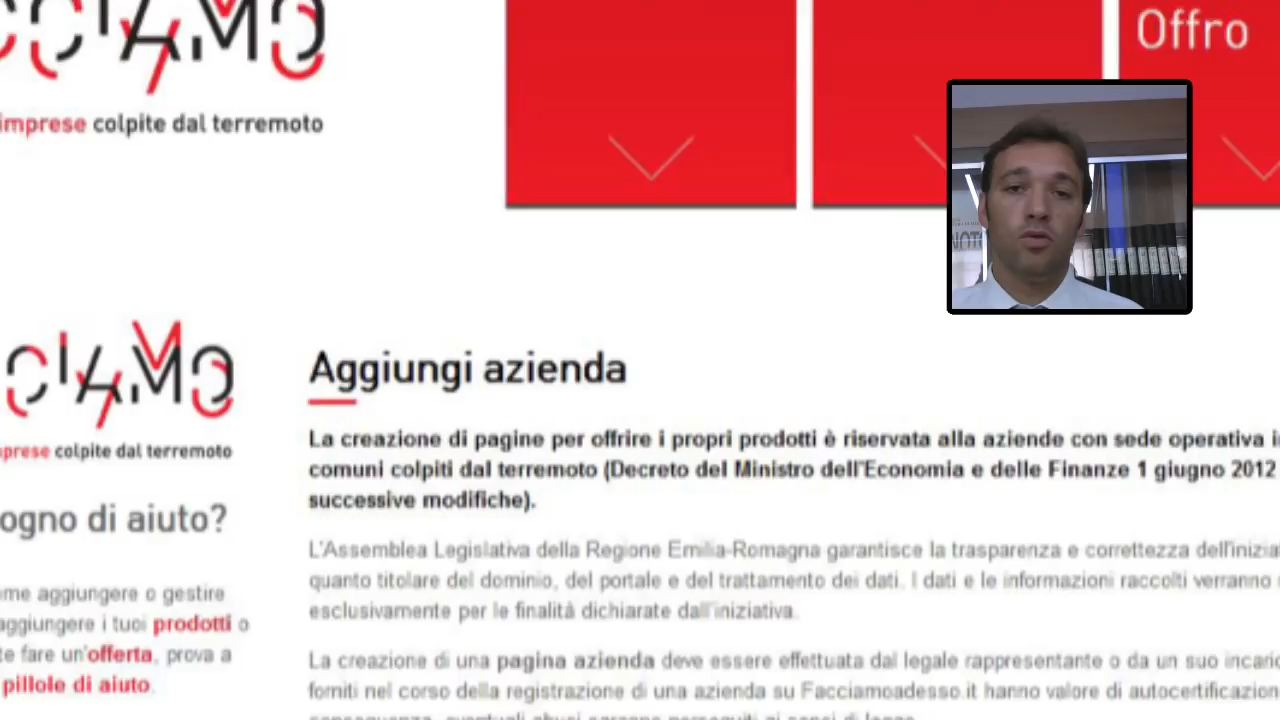 CIAMO
imprese colpite dal terremoto
Offro
NOT
CIAMO
prese colpite dal terremoto
ogno di aiuto?
me aggiungere o gestire
aggiungere i tuoi prodotti o
te fare un'offerta, prova a
pillole di aiuto.
Aggiungi azienda
La creazione di pagine per offrire i propri prodotti è riservata alla aziende con sede operativa i
comuni colpiti dal terremoto (Decreto del Ministro dell'Economia e delle Finanze 1 giugno 2012
successive modifiche).
L'Assemblea Legislativa della Regione Emilia-Romagna garantisce la trasparenza e correttezza dell'inizia
quanto titolare del dominio, del portale e del trattamento dei dati. I dati e le informazioni raccolti verranno
esclusivamente per le finalità dichiarate dall'iniziativa.
La creazione di una pagina azienda deve essere effettuata dal legale rappresentante o da un suo incaric
forniti nel corso della registrazione di una azienda su Facciamoadesso.it hanno valore di autocertificazion